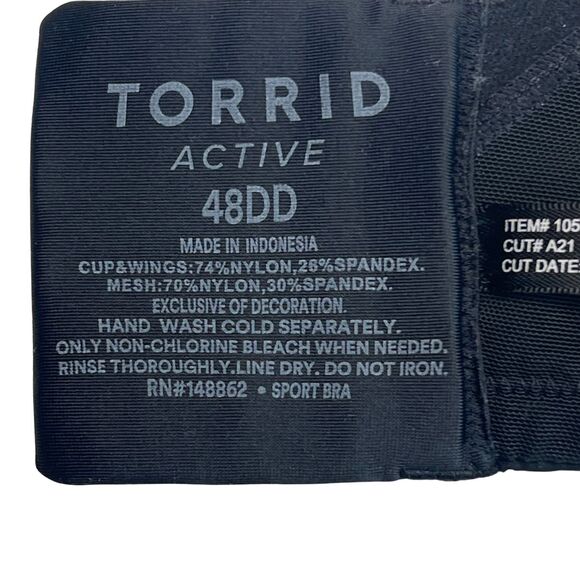 TORRID
ACTIVE
48DD
MADE IN INDONESIA
CUP&WINGS:74%NYLON,26%SPANDEX.
MESH:70%NYLON,30%SPANDEX.
EXCLUSIVE OF DECORATION.
HAND WASH COLD SEPARATELY.
ONLY NON-CHLORINE BLEACH WHEN NEEDED.
RINSE THOROUGHLY.LINE DRY. DO NOT IRON.
RN#148862 • SPORT BRA
ITEM# 105
CUT# A21
CUT DATE: